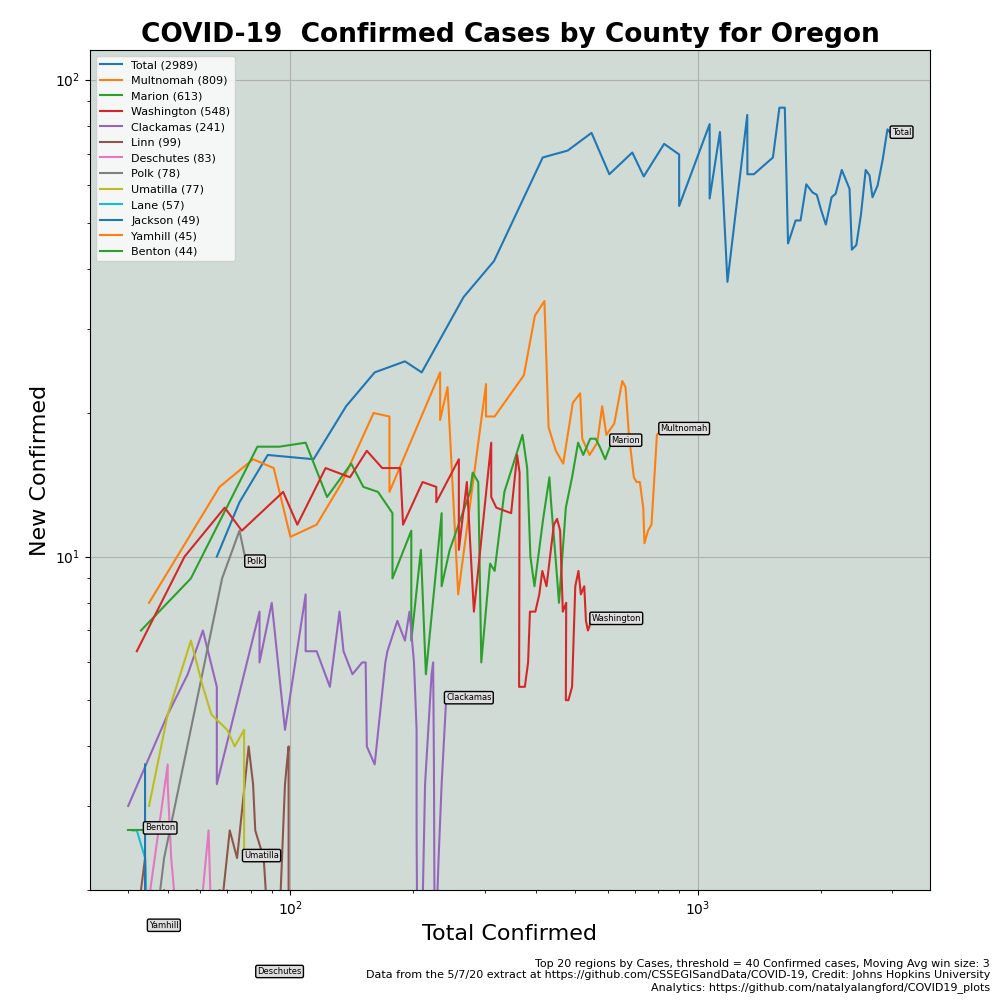 COVID-19  Confirmed Cases by County for Oregon
Total (2989)
Multnomah (809)
Marion (613)
Washington (548)
Clackamas (241)
Linn (99)
Deschutes (83)
Polk (78)
Umatilla (77)
Lane (57)
Jackson (49)
Yamhill (45)
Benton (44)
10²
10¹
New Confirmed
Total
Multnomah
Marion
Polk
Washington
Clackamas
Benton
Umatilla
10² 10³
Yamhill
Total Confirmed
Deschutes
Top 20 regions by Cases, threshold = 40 Confirmed cases, Moving Avg win size: 3
Data from the 5/7/20 extract at https://github.com/CSSEGISandData/COVID-19, Credit: Johns Hopkins University
Analytics: https://github.com/natalyalangford/COVID19_plots